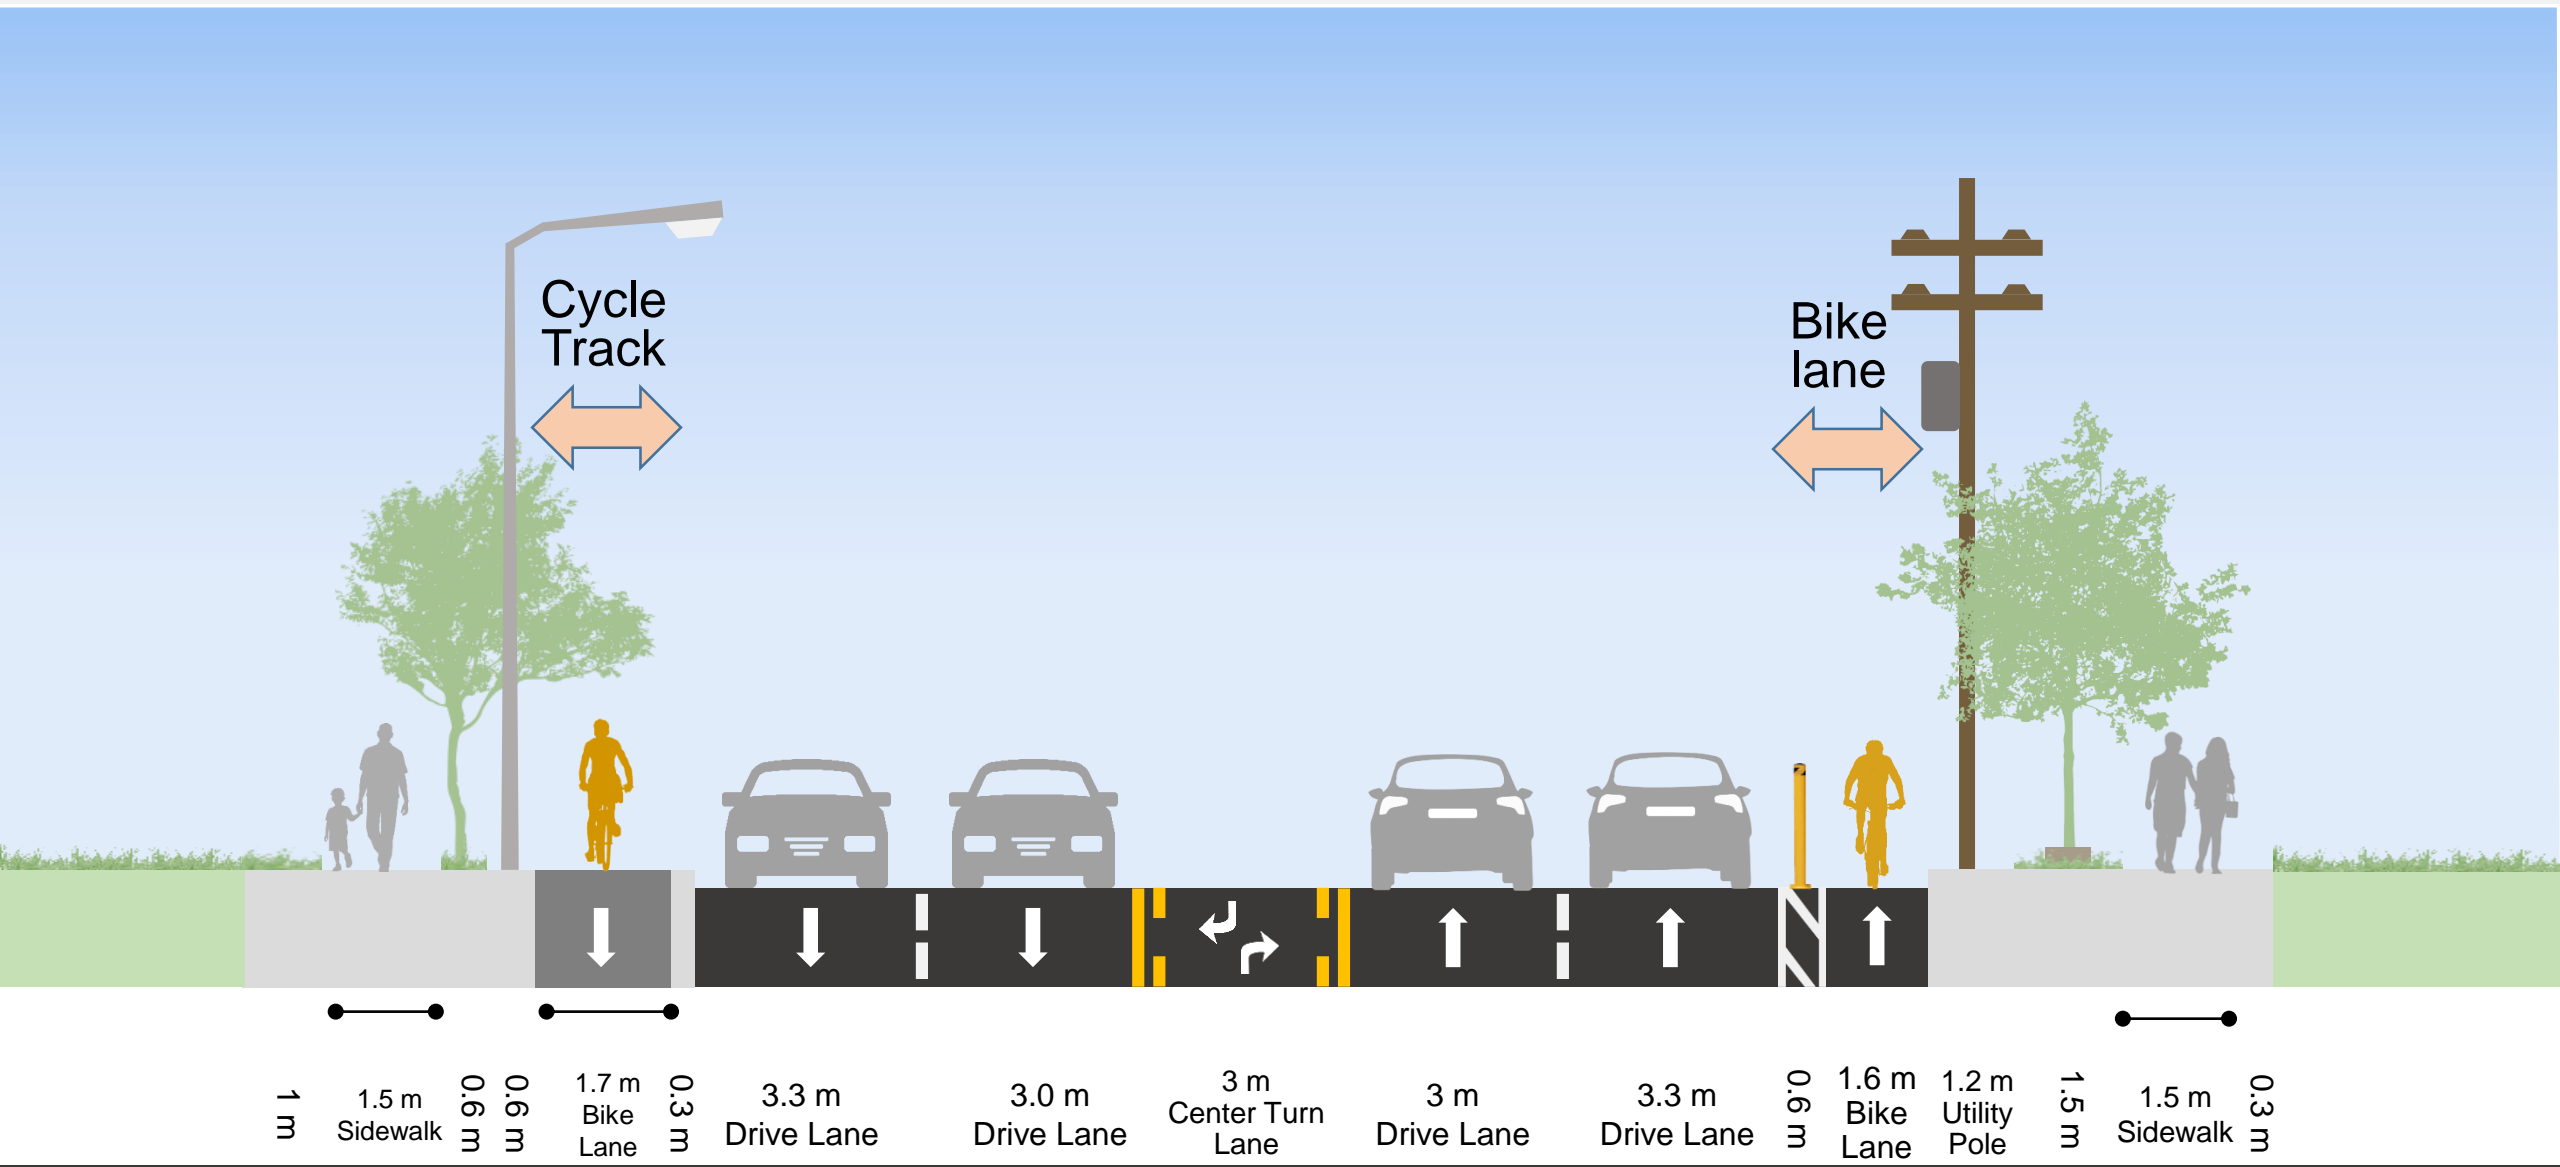 Cycle
Track
Bike
lane
1 m
1.5 m
Sidewalk
0.6 m
0.6 m
1.7 m
Bike
Lane
0.3 m
3.3 m
Drive Lane
3.0 m
Drive Lane
3 m
Center Turn
Lane
3 m
Drive Lane
3.3 m
Drive Lane
0.6 m
1.6 m
Bike
Lane
1.2 m
Utility
Pole
1.5 m
1.5 m
Sidewalk
0.3 m